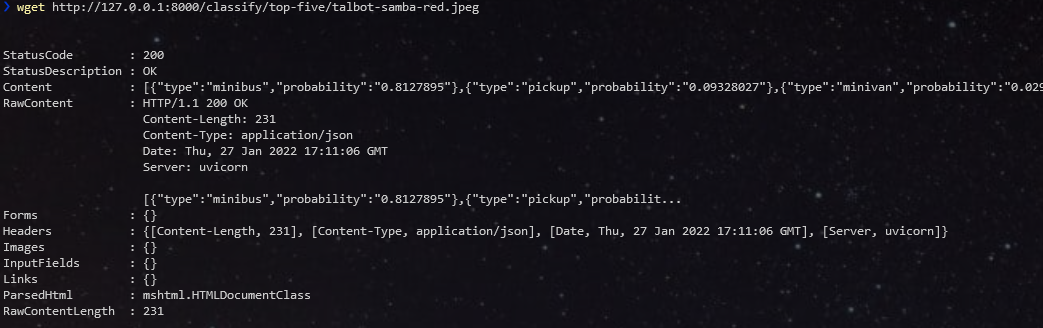 ❯ wget http://127.0.0.1:8000/classify/top-five/talbot-samba-red.jpeg
StatusCode : 200
StatusDescription : OK
Content : [{"type":"minibus","probability":"0.8127895"},{"type":"pickup","probability":"0.09328027"},{"type":"minivan","probability":"0.029
RawContent : HTTP/1.1 200 OK
Content-Length: 231
Content-Type: application/json
Date: Thu, 27 Jan 2022 17:11:06 GMT
Server: uvicorn
[{"type":"minibus","probability":"0.8127895"},{"type":"pickup","probabilit...
Forms : {}
Headers : {[Content-Length, 231], [Content-Type, application/json], [Date, Thu, 27 Jan 2022 17:11:06 GMT], [Server, uvicorn]}
Images : {}
InputFields : {}
Links : {}
ParsedHtml : mshtml.HTMLDocumentClass
RawContentLength : 231